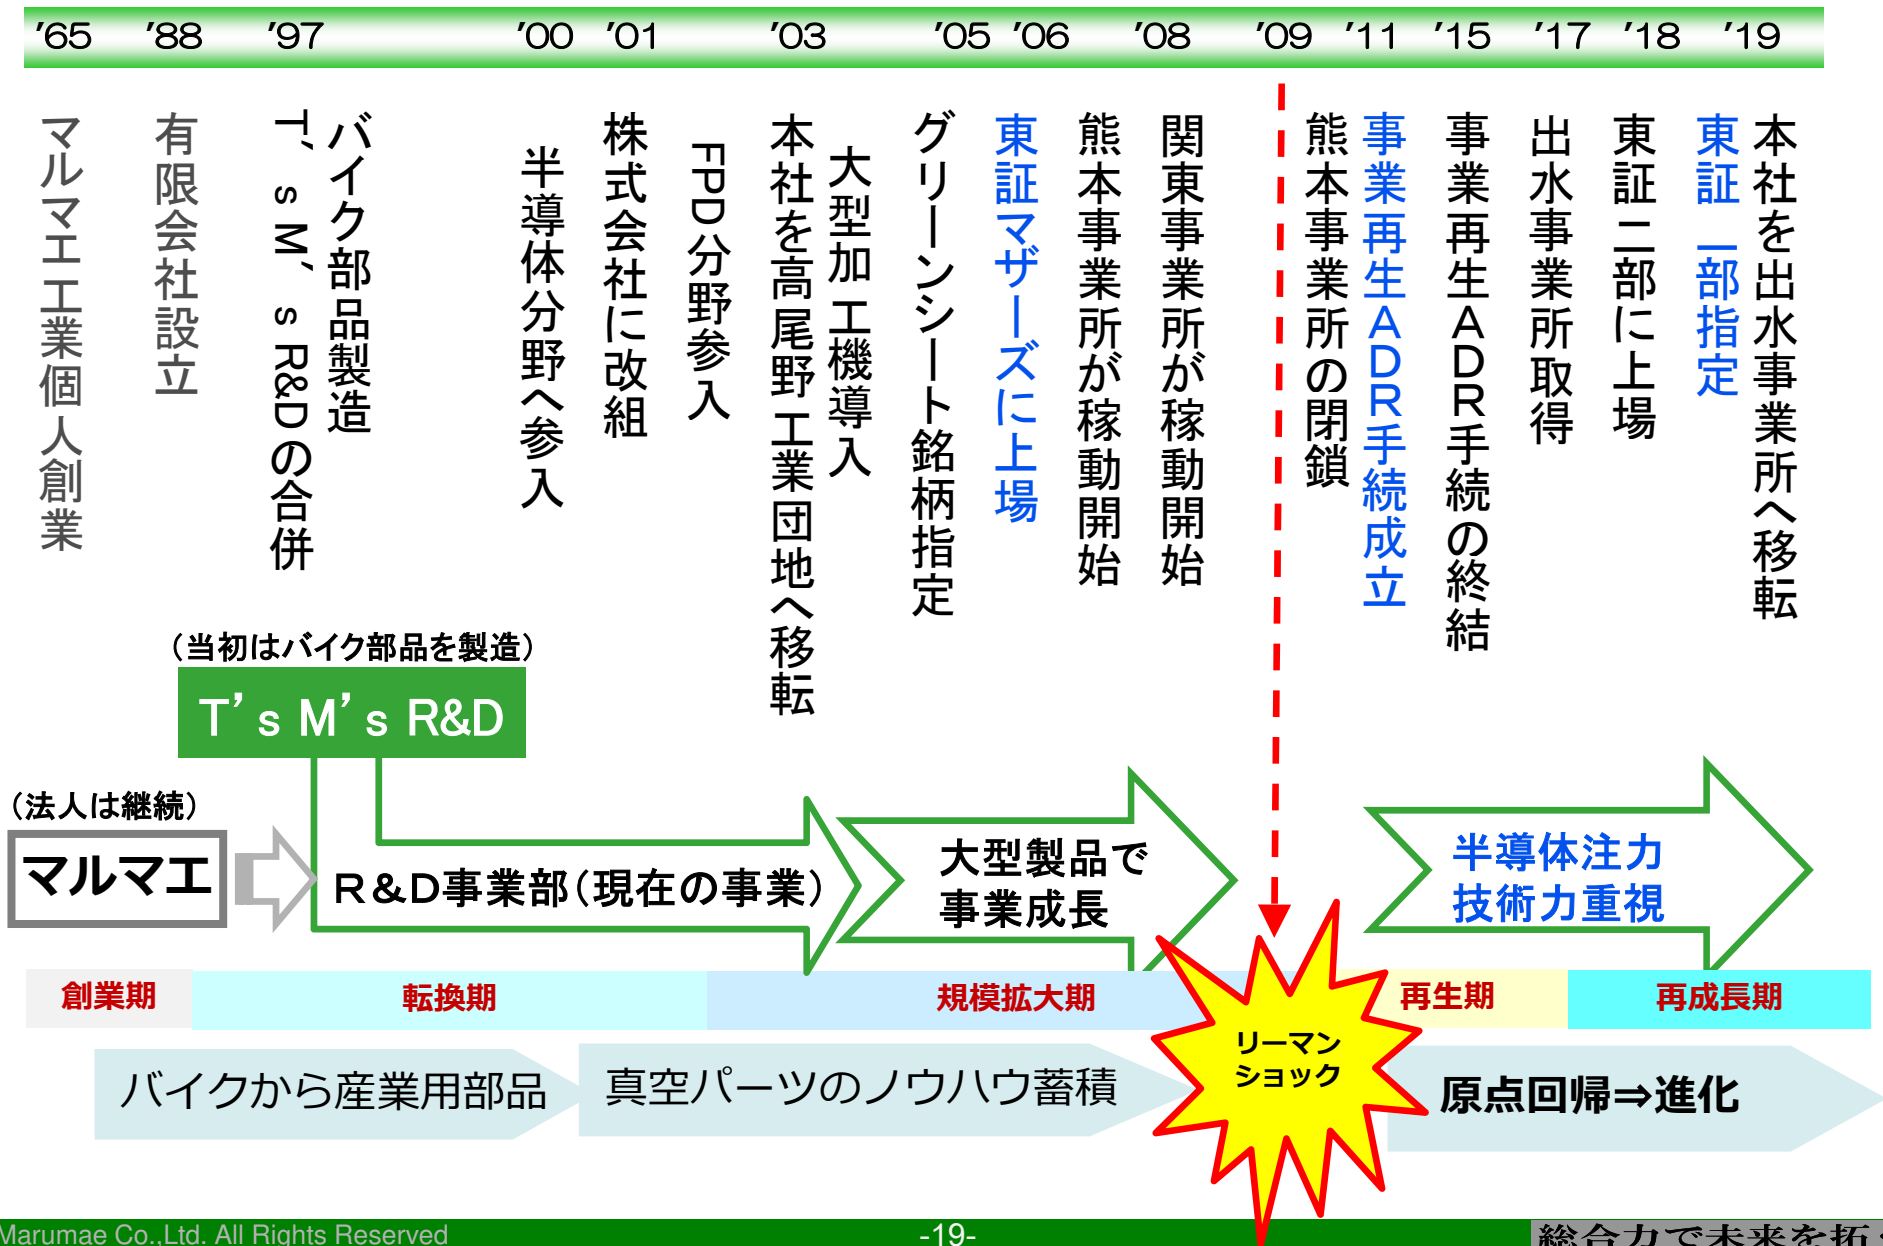 '65 '88 '97 '00 '01 '03 '05 '06 '08 '09 '11 '15 '17 '18 '19
マルマエ工業個人創業
有限会社設立
T's M's R&Dの合併
バイク部品製造
半導体分野へ参入
株式会社に改組
FPD分野参入
本社を高尾野工業団地へ移転
大型加工機導入
グリーンシート銘柄指定
東証マザーズに上場
熊本事業所が稼動開始
関東事業所が稼動開始
熊本事業所の閉鎖
事業再生ADR手続成立
事業再生ADR手続の終結
出水事業所取得
東証二部に上場
東証一部指定
本社を出水事業所へ移転
(当初はバイク部品を製造)
T's M's R&D
(法人は継続)
マルマエ
R&D事業部(現在の事業)
大型製品で
事業成長
半導体注力
技術力重視
創業期
転換期
規模拡大期
再生期
再成長期
リーマン
ショック
バイクから産業用部品
真空パーツのノウハウ蓄積
原点回帰⇒進化
Marumae Co.,Ltd. All Rights Reserved
-19-
総合力で未来を拓